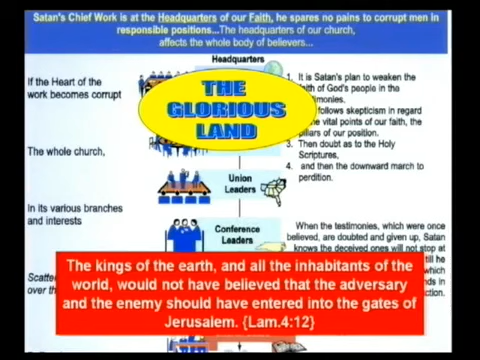 Satan's Chief Work is at the Headquarters of our Faith, he spares no pains to corrupt men in
responsible positions...The headquarters of our church,
affects the whole body of believers...
Headquarters
If the Heart of the
work becomes corrupt
THE
GLORIOUS
LAND
1. It is Satan's plan to weaken the
faith of God's people in the
follows skepticism in regard
vital points of our faith, the
pillars of our position.
3. Then doubt as to the Holy
Scriptures,
4. and then the downward march to
perdition.
The whole church,
Union
Leaders
In its various branches
and interests
Conference
Leaders
When the testimonies, which were once
believed, are doubted and given up, Satan
knows the deceived ones will not stop at
which
The kings of the earth, and all the inhabitants of the
world, would not have believed that the adversary
and the enemy should have entered into the gates of
Jerusalem. {Lam.4:12}